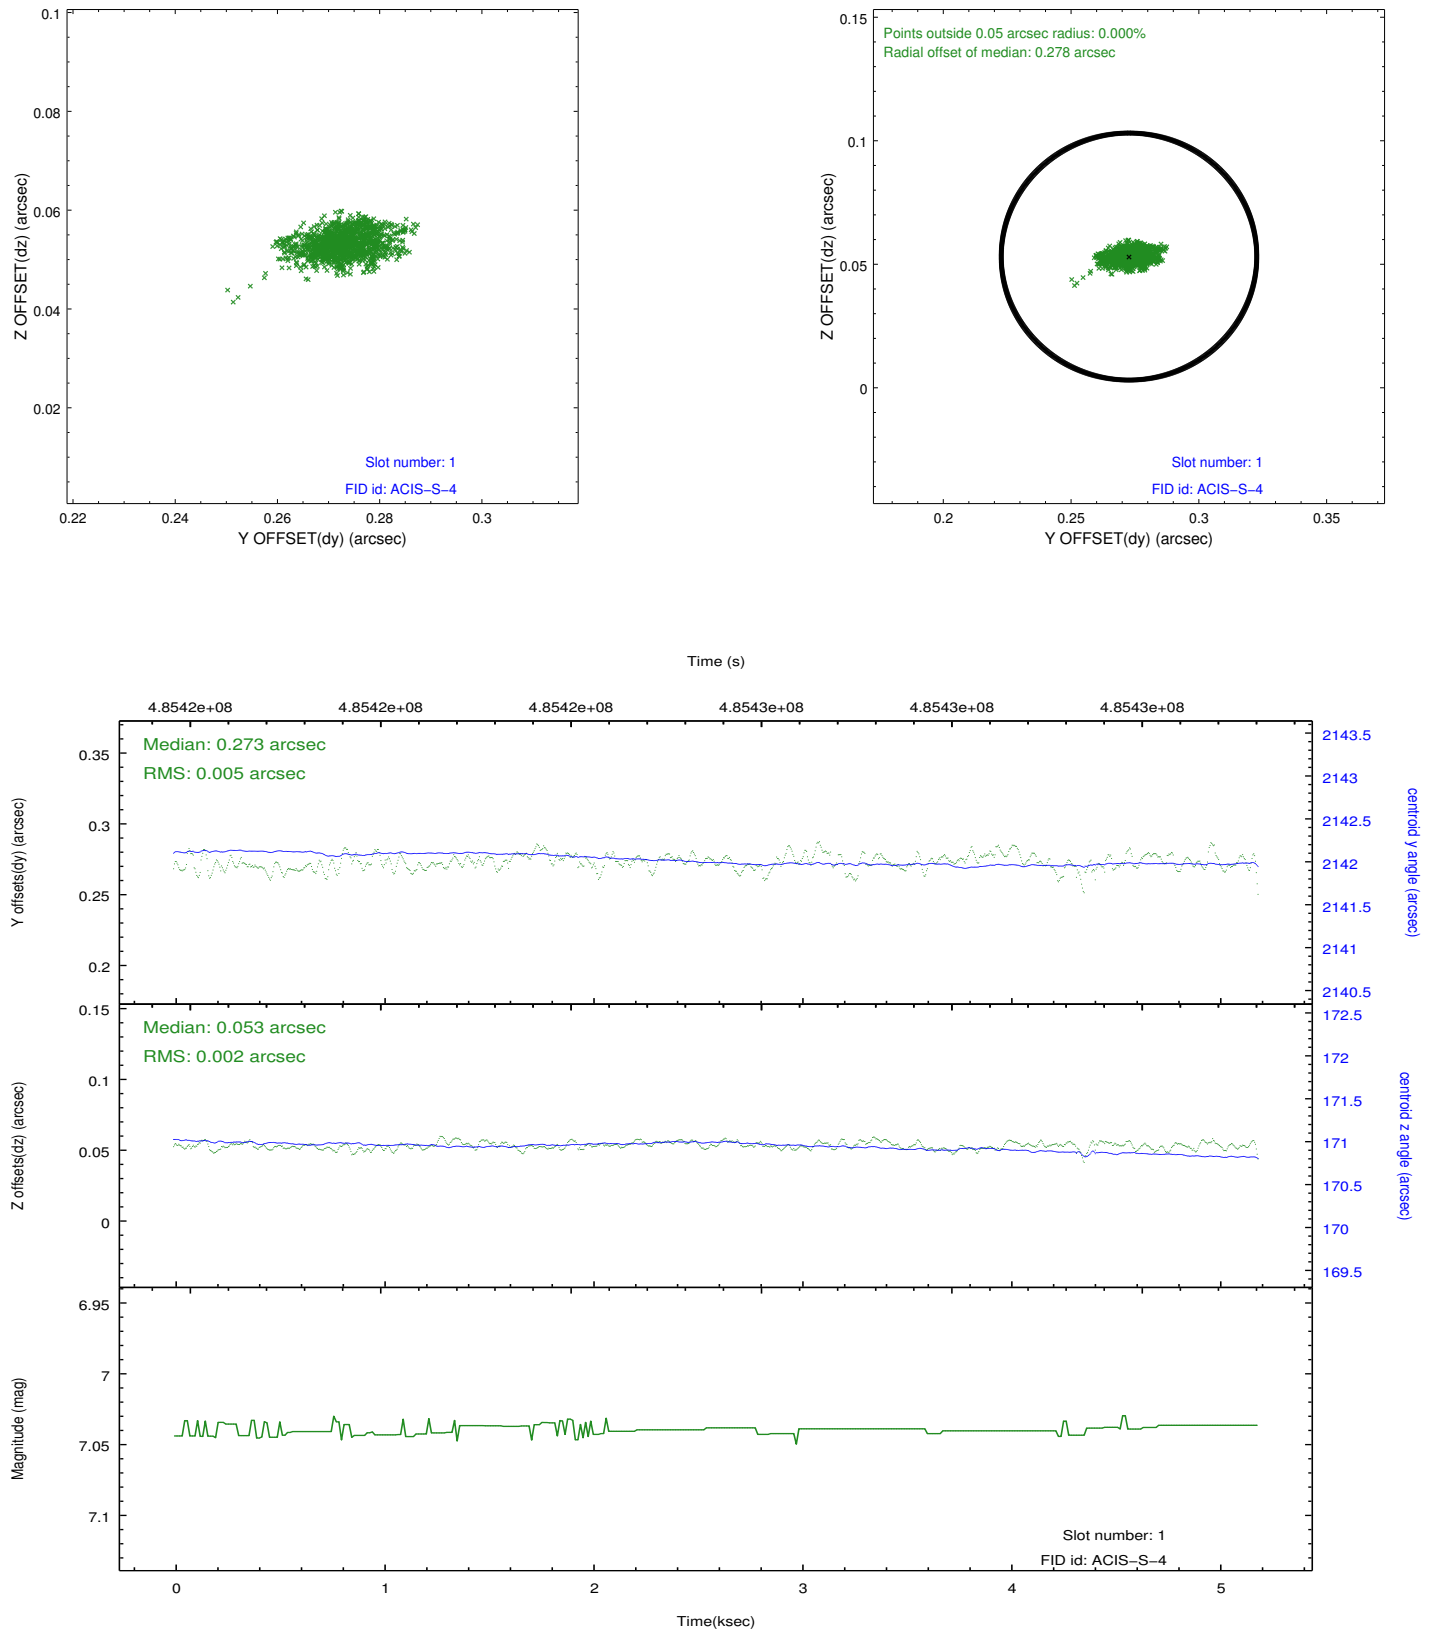 0.1
0.08
0.06
0.04
0.02
Z OFFSET(dz) (arcsec)
Slot number: 1
FID id: ACIS−S−4
0.22 0.24 0.26 0.28 0.3
Y OFFSET(dy) (arcsec)
0.15
0.1
0.05
0
Z OFFSET(dz) (arcsec)
Points outside 0.05 arcsec radius: 0.000%
Radial offset of median: 0.278 arcsec
Slot number: 1
FID id: ACIS−S−4
0.2 0.25 0.3 0.35
Y OFFSET(dy) (arcsec)
Time (s)
4.8542e+08 4.8542e+08 4.8542e+08 4.8543e+08 4.8543e+08 4.8543e+08
Median: 0.273 arcsec
RMS: 0.005 arcsec
0.35
0.3
0.25
0.2
Y offsets(dy) (arcsec)
2143.5
2143
2142.5
2142
2141.5
2141
2140.5
centroid y angle (arcsec)
Median: 0.053 arcsec
RMS: 0.002 arcsec
0.15
0.1
0.05
0
Z offsets(dz) (arcsec)
172.5
172
171.5
171
170.5
170
169.5
centroid z angle (arcsec)
6.95
7
7.05
7.1
Magnitude (mag)
Slot number: 1
FID id: ACIS−S−4
0 1 2 3 4 5
Time(ksec)